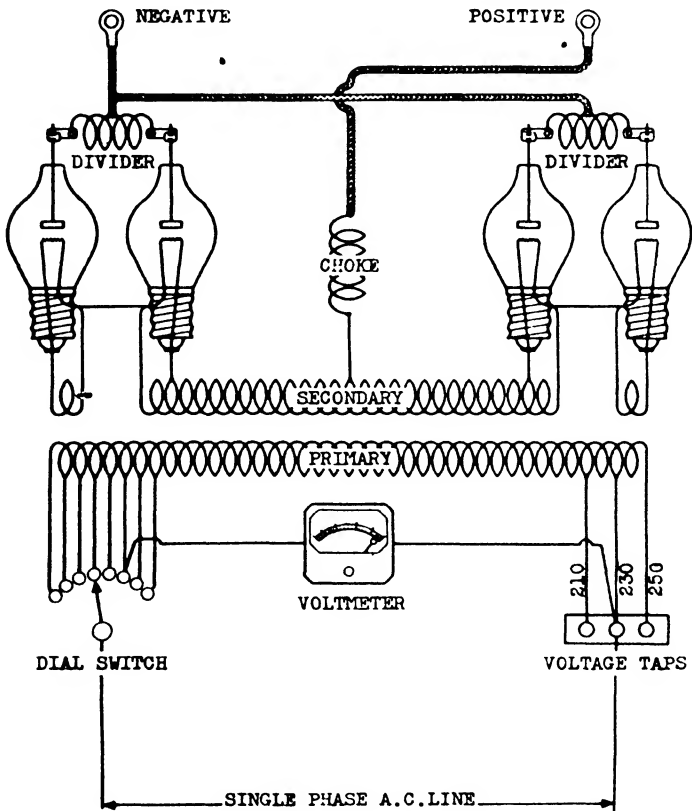 NEGATIVE
POSITIVE
DIVIDER
DIVIDER
CHOKE
SECONDARY
PRIMARY
210
230
250
VOLTMETER
DIAL SWITCH
VOLTAGE TAPS
SINGLE PHASE A.C.LINE